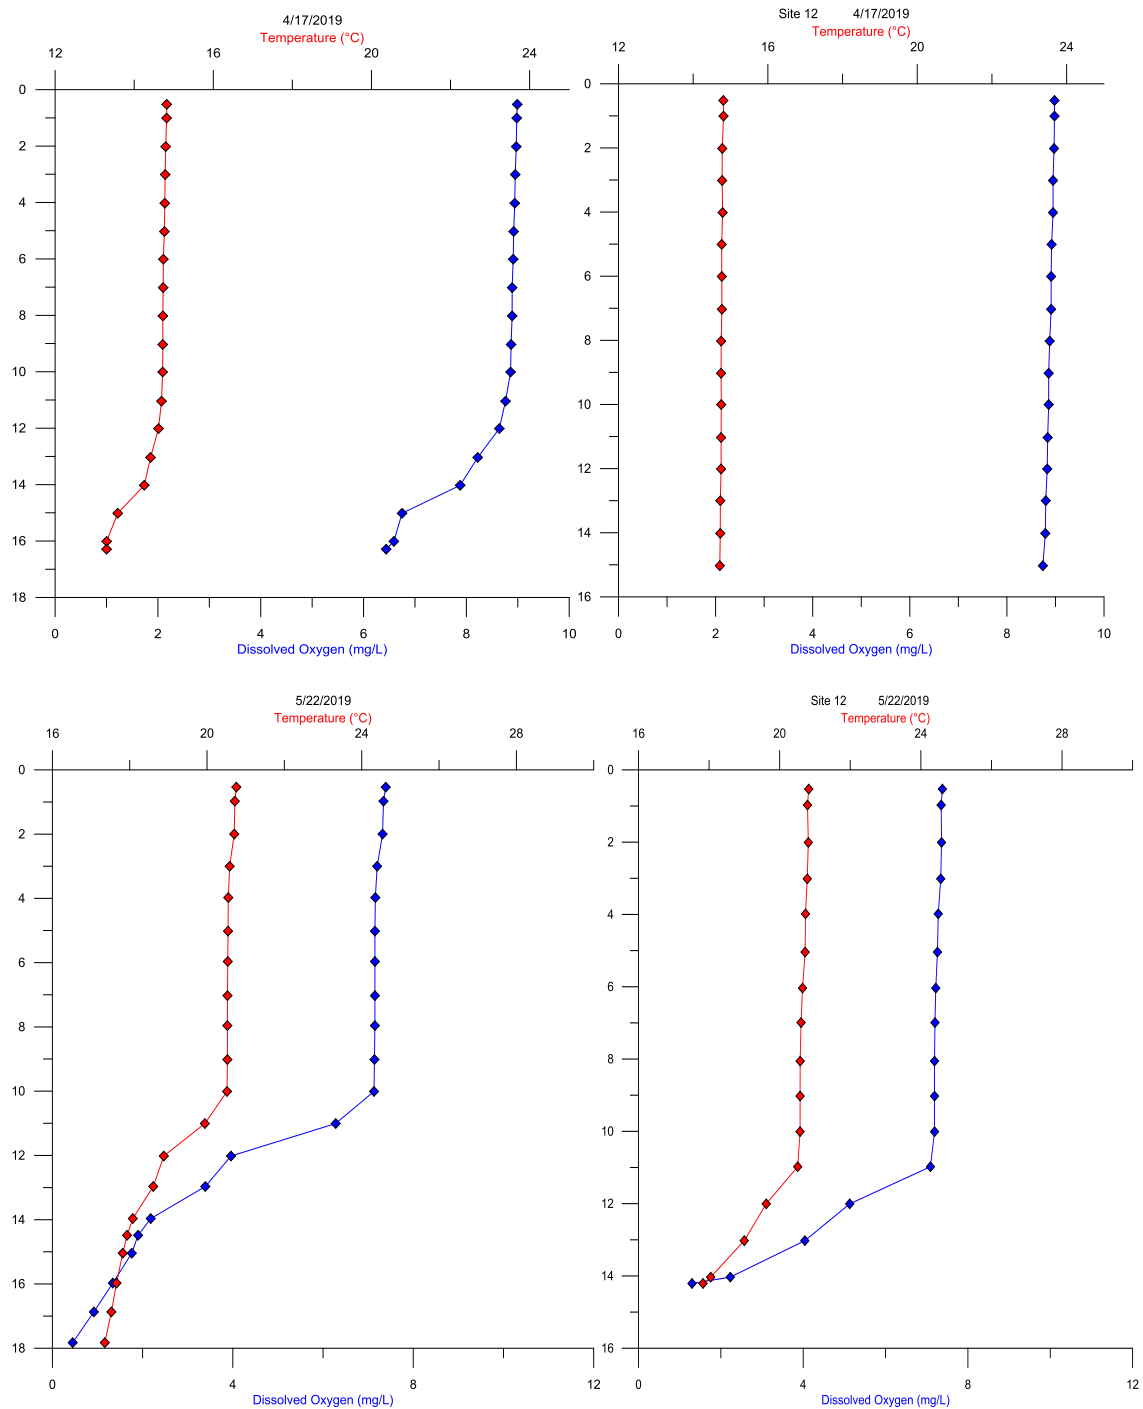 4/17/2019
Temperature (°C)
12 16 20 24
0
2
4
6
8
10
12
14
16
18
0 2 4 6 8 10
Dissolved Oxygen (mg/L)
Site 12 4/17/2019
Temperature (°C)
12 16 20 24
0
2
4
6
8
10
12
14
16
0 2 4 6 8 10
Dissolved Oxygen (mg/L)
5/22/2019
Temperature (°C)
16 20 24 28
0
2
4
6
8
10
12
14
16
18
0 4 8 12
Dissolved Oxygen (mg/L)
Site 12 5/22/2019
Temperature (°C)
16 20 24 28
0
2
4
6
8
10
12
14
16
0 4 8 12
Dissolved Oxygen (mg/L)